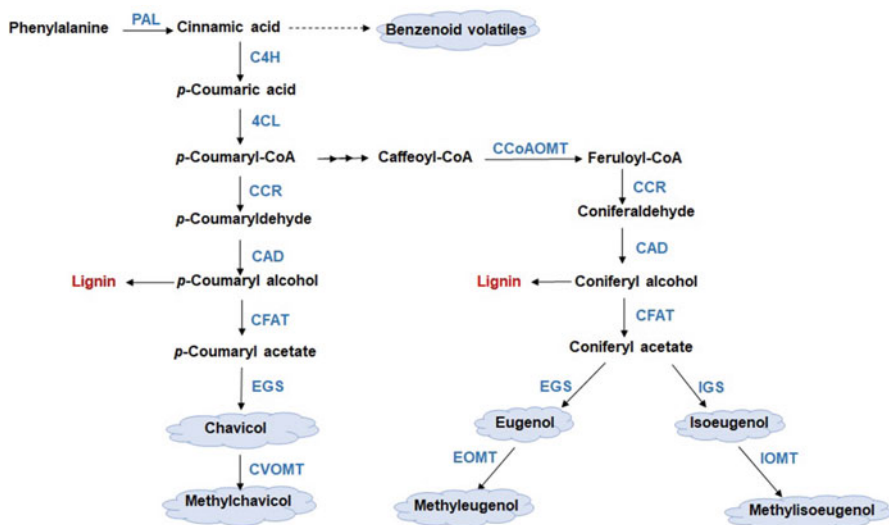 Phenylalanine PAL Cinnamic acid Benzenoid volatiles
C4H
p-Coumaric acid
4CL
p-Coumaryl-CoA Caffeoyl-CoA CCoAOMT Feruloyl-CoA
CCR CCR
p-Coumaryldehyde Coniferaldehyde
CAD CAD
Lignin p-Coumaryl alcohol Lignin Coniferyl alcohol
CFAT CFAT
p-Coumaryl acetate Coniferyl acetate
EGS EGS IGS
Chavicol Eugenol Isoeugenol
CVOMT EOMT IOMT
Methylchavicol Methyleugenol Methylisoeugenol